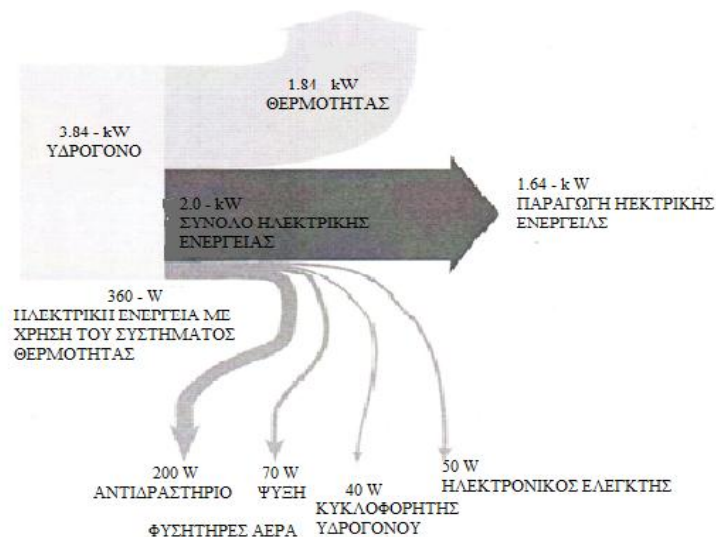 1.84 - kW
ΘΕΡΜΟΤΗΤΑΣ
3.84 - kW
ΥΔΡΟΓΟΝΟ
2.0 - kW
ΣΥΝΟΛΟ ΗΛΕΚΤΡΙΚΗΣ
ΕΝΕΡΓΕΙΑΣ
1.64 - k W
ΠΑΡΑΓΩΓΗ ΗΕΚΤΡΙΚΗΣ
ΕΝΕΡΓΕΙΑΣ
360 - W
ΗΛΕΚΤΡΙΚΗ ΕΝΕΡΓΕΙΑ ΜΕ
ΧΡΗΣΗ ΤΟΥ ΣΥΣΤΗΜΑΤΟΣ
ΘΕΡΜΟΤΗΤΑΣ
200 W
ΑΝΤΙΔΡΑΣΤΗΡΙΟ
70 W
ΨΥΞΗ
ΦΥΣΗΤΗΡΕΣ ΑΕΡΑ
40 W
ΚΥΚΛΟΦΟΡΗΤΗΣ
ΥΔΡΟΓΟΝΟΥ
50 W
ΗΛΕΚΤΡΟΝΙΚΟΣ ΕΛΕΓΚΤΗΣ